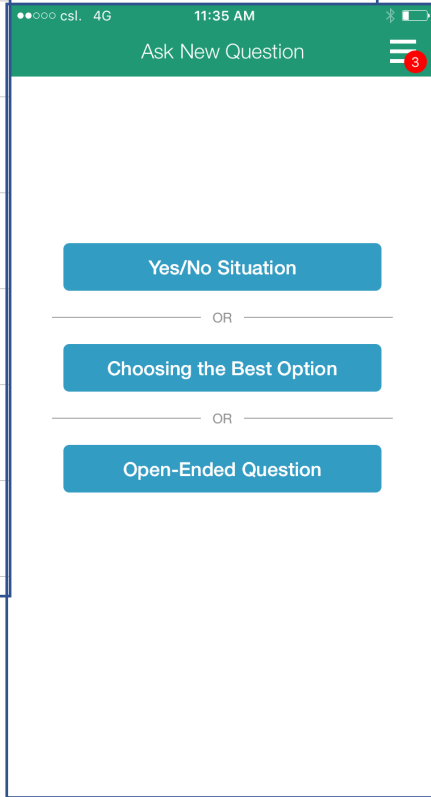 ●●○○○ csl. 4G 11:35 AM
Ask New Question
3
Yes/No Situation
OR
Choosing the Best Option
OR
Open-Ended Question